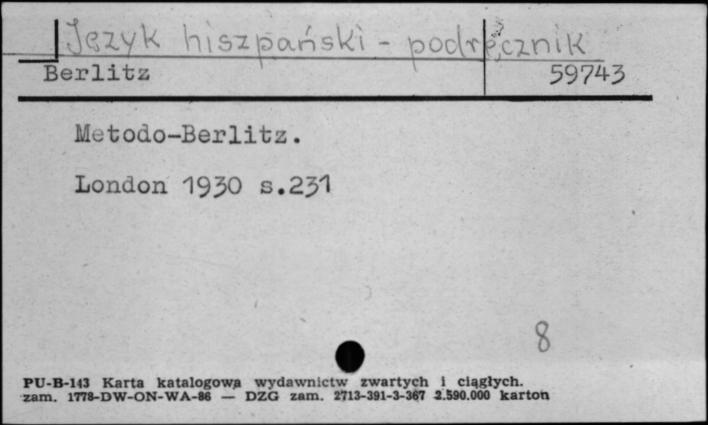 Język hiszpański - podręcznik
Berlitz 59743
Metodo-Berlitz.
London 1930 s.231
8
PU-B-143 Karta katalogowa wydawnictw zwartych i ciągłych.
zam. 1778-DW-ON-WA-86 — DZG zam. 2713-391-3-367 2.590.000 karton